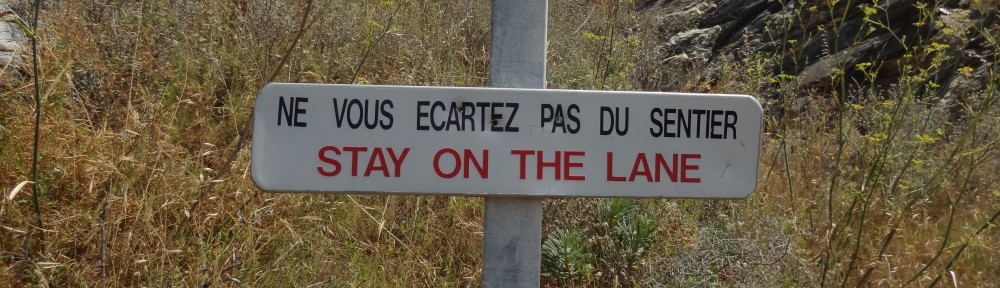 NE VOUS ECARTEZ PAS DU SENTIER
STAY ON THE LANE